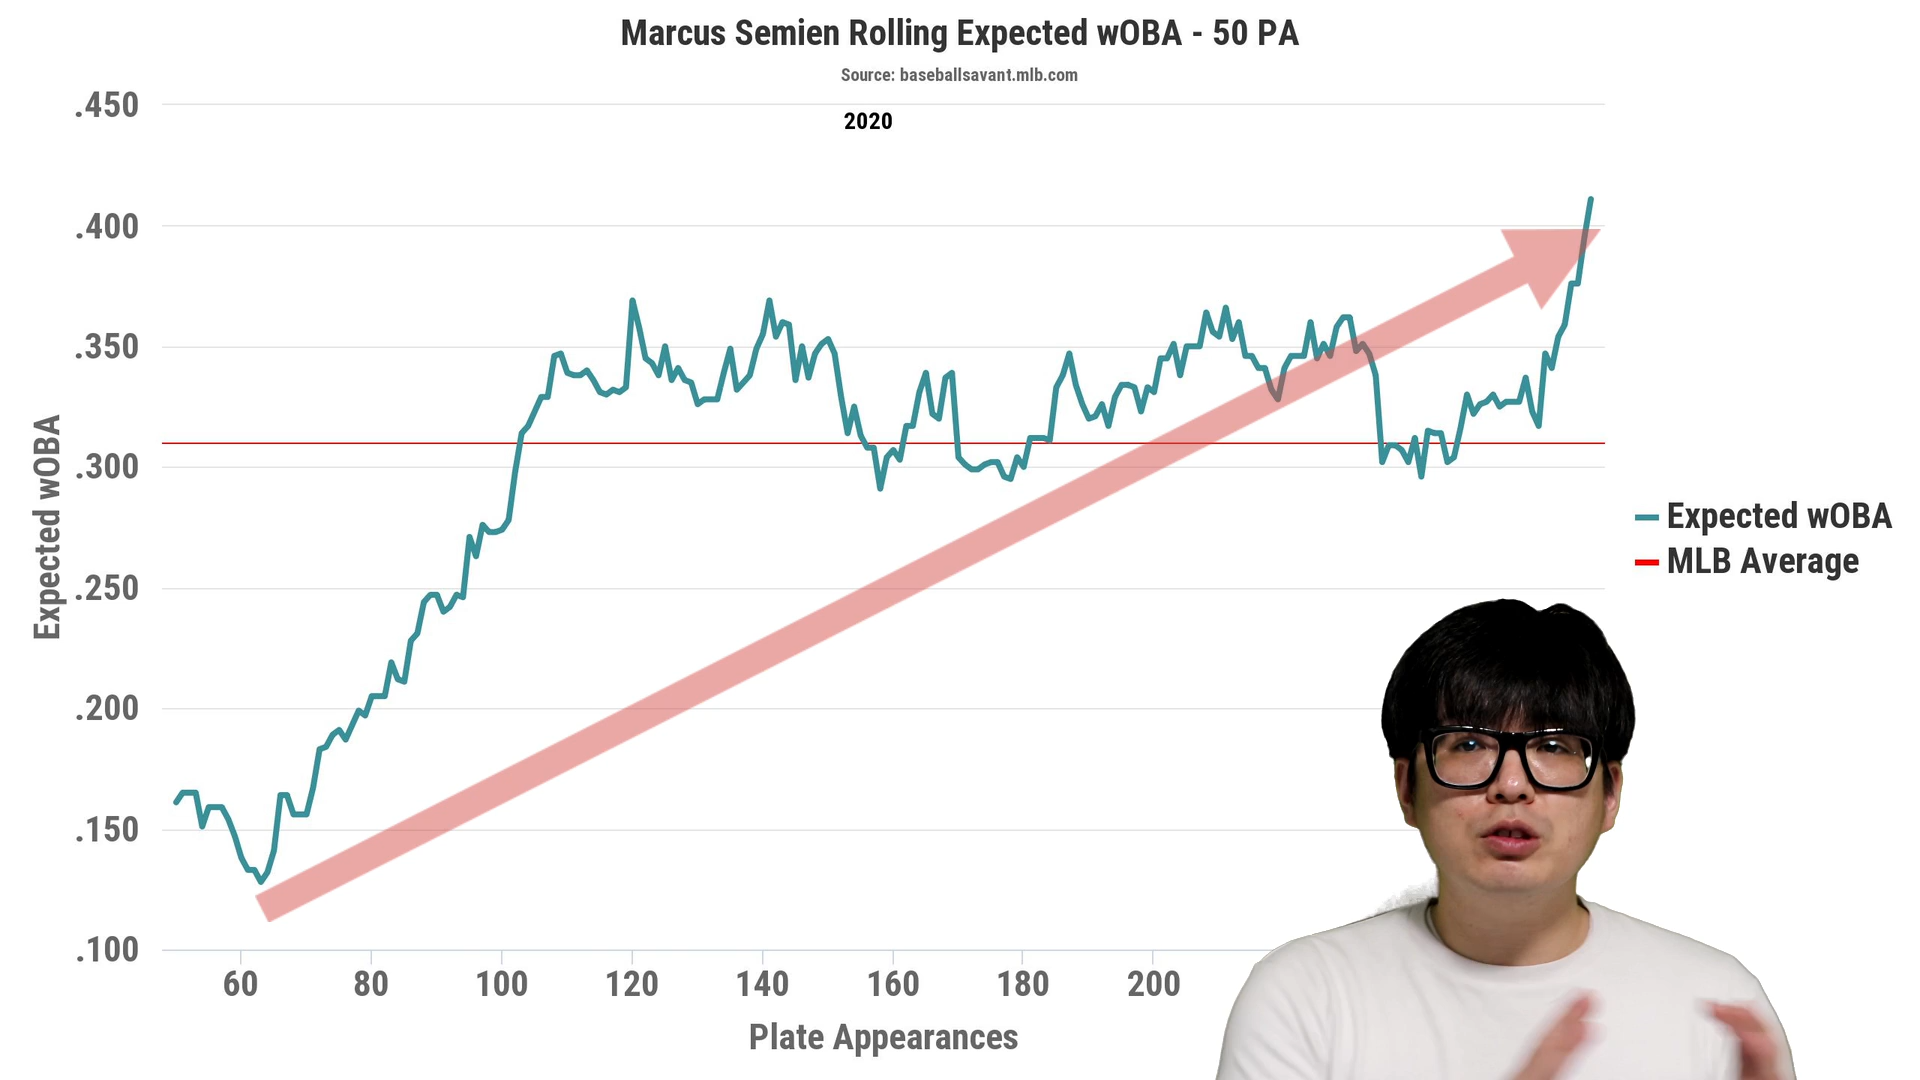 Marcus Semien Rolling Expected wOBA - 50 PA
Source: baseballsavant.mlb.com
2020
.450
.400
.350
.300
.250
.200
.150
.100
Expected wOBA
60 80 100 120 140 160 180 200
Plate Appearances
Expected wOBA
MLB Average